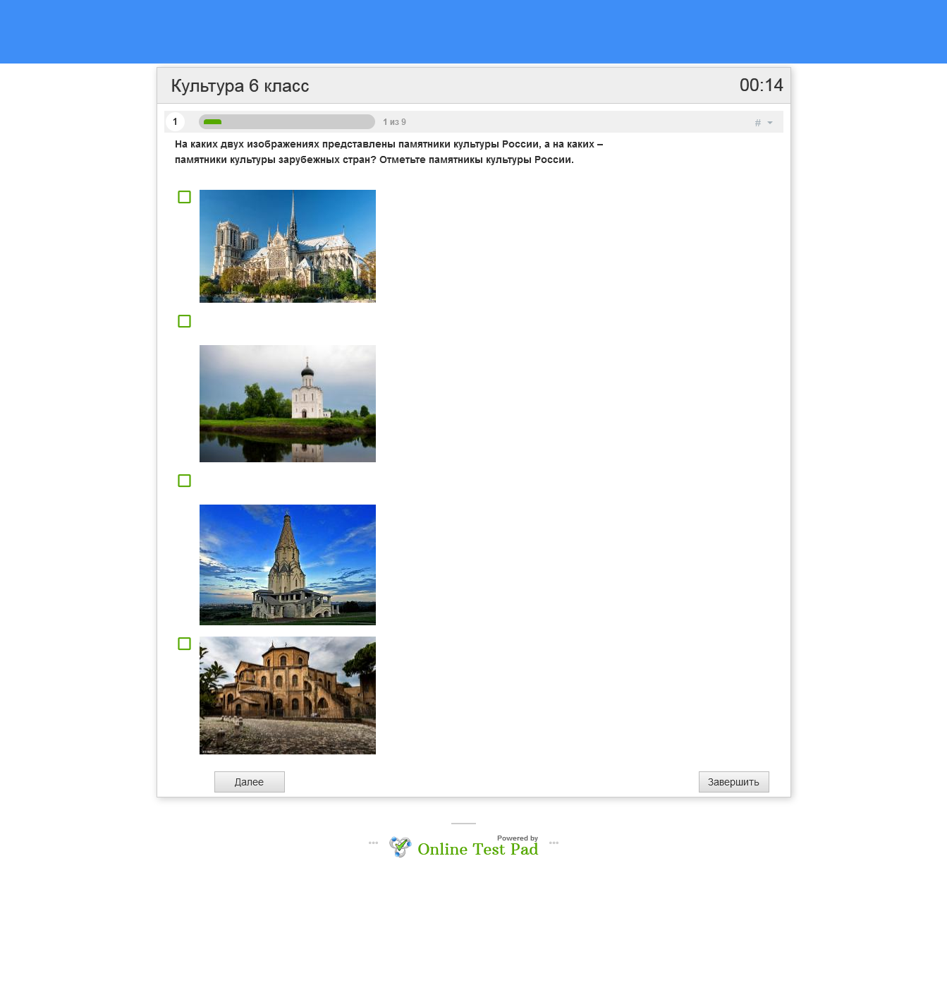 Культура 6 класс
00:14
1
1 из 9
#
На каких двух изображениях представлены памятники культуры России, а на каких –
памятники культуры зарубежных стран? Отметьте памятникы культуры России.
Далее
Завершить
Powered by
Online Test Pad